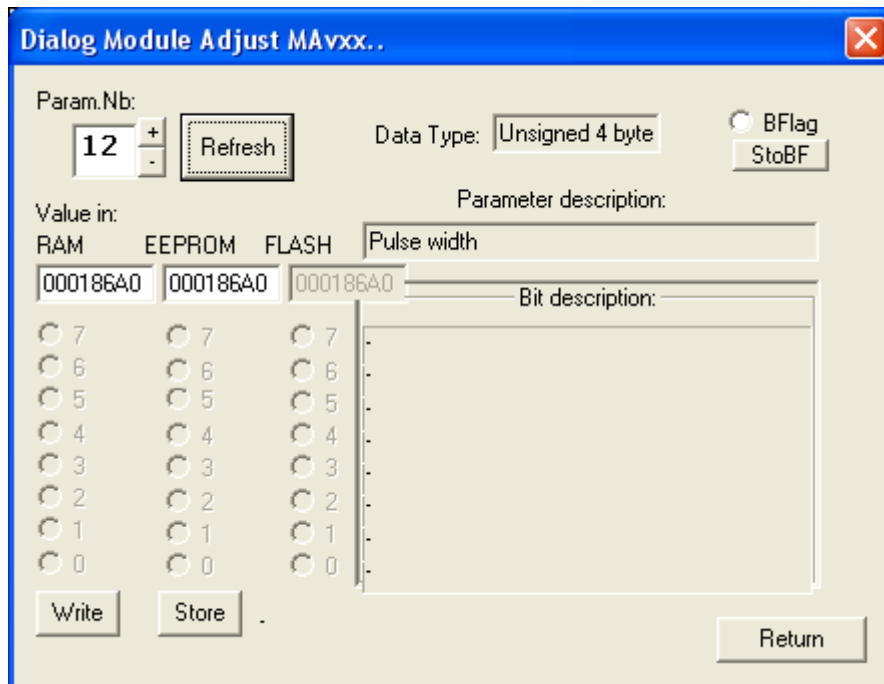 Dialog Module Adjust MAvxx..
Param.Nb:
12
+
-
Refresh
Data Type:
Unsigned 4 byte
BFlag
StoBF
Value in:
RAM EEPROM FLASH
Parameter description:
Pulse width
000186A0 000186A0 000186A0
Bit description:
7 7 7 -
6 6 6 -
5 5 5 -
4 4 4 -
3 3 3 -
2 2 2 -
1 1 1 -
0 0 0 -
Write Store -
Return